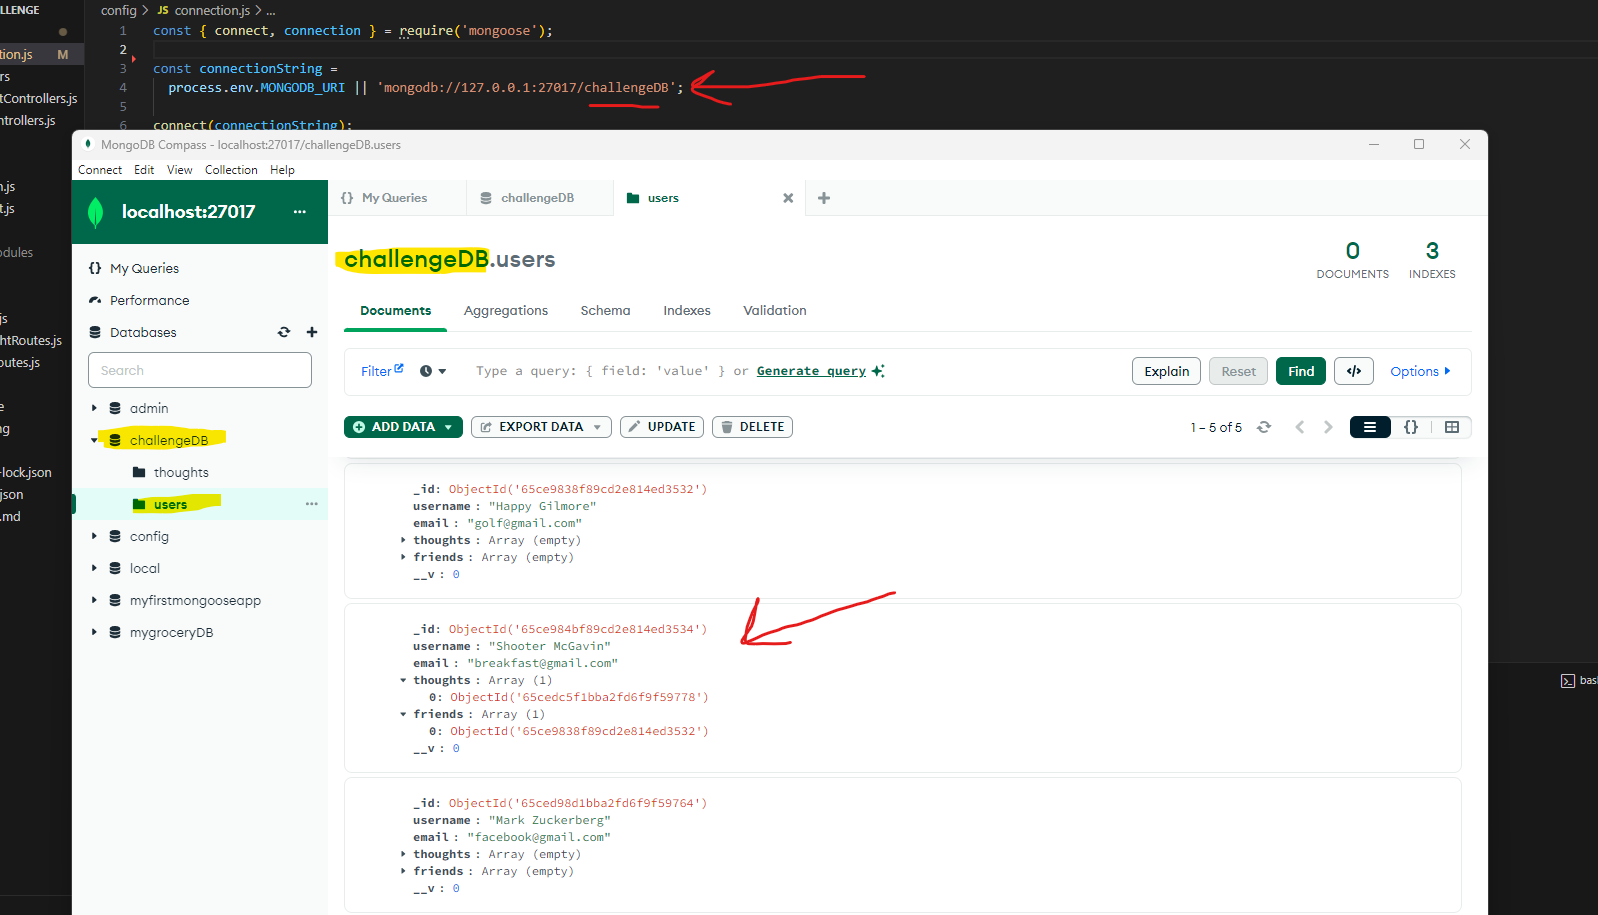 LLENGE
tion.js M
rs
tControllers.js
ntrollers.js
n.js
t.js
odules
js
htRoutes.js
outes.js
e
ng
-lock.json
json
.md
config > JS connection.js > ...
1 const { connect, connection } = require('mongoose');
2
3 const connectionString =
4 process.env.MONGODB_URI || 'mongodb://127.0.0.1:27017/challengeDB';
5
6 connect(connectionString);
MongoDB Compass - localhost:27017/challengeDB.users
Connect Edit View Collection Help
localhost:27017 ...
{} My Queries
Performance
Databases
Search
admin
challengeDB
thoughts
users ...
config
local
myfirstmongooseapp
mygroceryDB
{} My Queries challengeDB users
challengeDB.users
0 DOCUMENTS
3 INDEXES
Documents Aggregations Schema Indexes Validation
Filter Type a query: { field: 'value' } or Generate query Explain Reset Find </> Options
ADD DATA EXPORT DATA UPDATE DELETE 1 – 5 of 5 {}
_id: ObjectId('65ce9838f89cd2e814ed3532')
username : "Happy Gilmore"
email : "golf@gmail.com"
thoughts : Array (empty)
friends : Array (empty)
__v : 0
_id: ObjectId('65ce984bf89cd2e814ed3534')
username : "Shooter McGavin"
email : "breakfast@gmail.com"
thoughts : Array (1)
0: ObjectId('65cedc5f1bba2fd6f9f59778')
friends : Array (1)
0: ObjectId('65ce9838f89cd2e814ed3532')
__v : 0
_id: ObjectId('65ced98d1bba2fd6f9f59764')
username : "Mark Zuckerberg"
email : "facebook@gmail.com"
thoughts : Array (empty)
friends : Array (empty)
__v : 0
bas